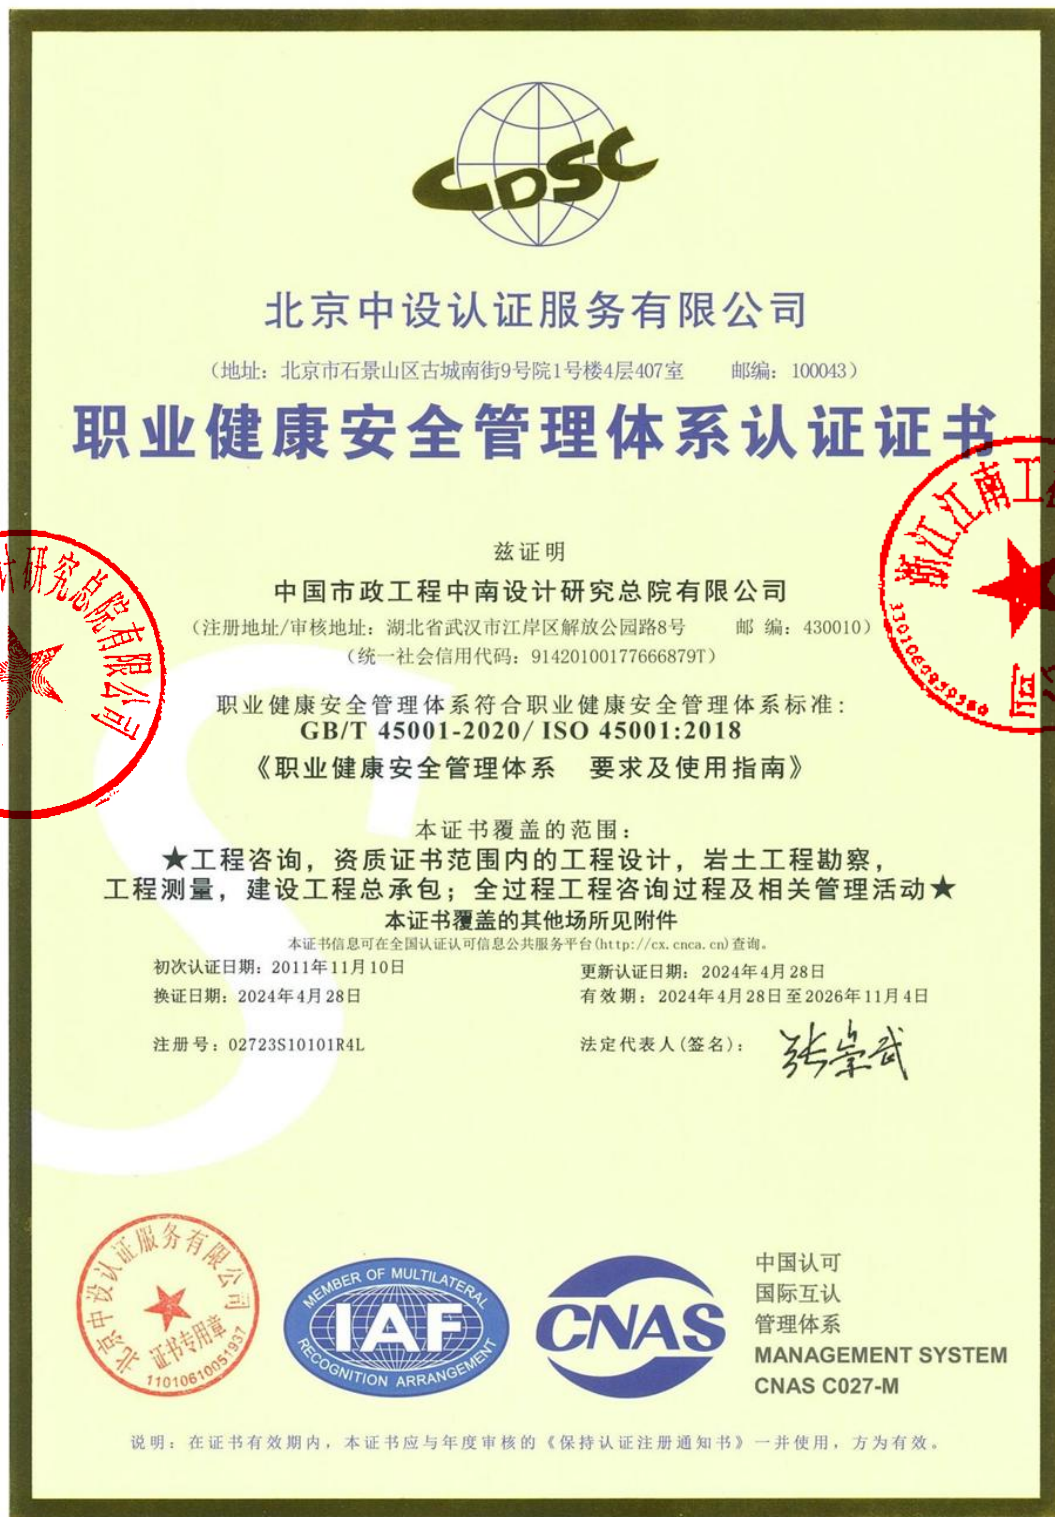 CDSC
北京中设认证服务有限公司
（地址：北京市石景山区古城南街9号院1号楼4层407室 邮编：100043）
职业健康安全管理体系认证证书
兹证明
中国市政工程中南设计研究总院有限公司
（注册地址/审核地址：湖北省武汉市江岸区解放公园路8号 邮 编：430010）
（统一社会信用代码：91420100177666879T）
职业健康安全管理体系符合职业健康安全管理体系标准：
GB/T 45001-2020/ ISO 45001:2018
《职业健康安全管理体系 要求及使用指南》
本证书覆盖的范围：
★工程咨询，资质证书范围内的工程设计，岩土工程勘察，
工程测量，建设工程总承包；全过程工程咨询过程及相关管理活动★
本证书覆盖的其他场所见附件
本证书信息可在全国认证认可信息公共服务平台(http://cx.cnca.cn)查询。
初次认证日期：2011年11月10日
更新认证日期：2024年4月28日
换证日期：2024年4月28日
有效期：2024年4月28日至2026年11月4日
注册号：02723S10101R4L
法定代表人(签名)：
张崇武
计研究总院有限公司
浙江江南工
北京中设认证服务有限公司
证书专用章
1101061005193​7
MEMBER OF MULTILATERAL
IAF
RECOGNITION ARRANGEMENT
CNAS
中国认可
国际互认
管理体系
MANAGEMENT SYSTEM
CNAS C027-M
说明：在证书有效期内，本证书应与年度审核的《保持认证注册通知书》一并使用，方为有效。